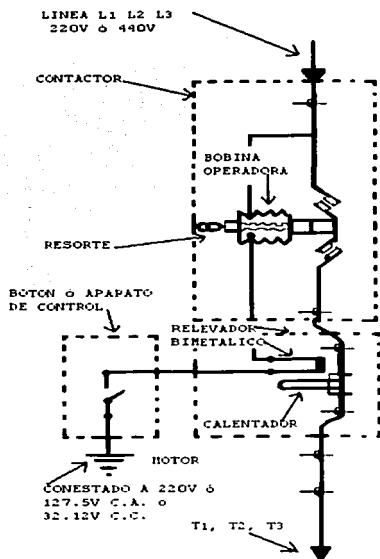 LINEA L1 L2 L3
220V ó 440V
CONTACTOR
BOBINA
OPERADORA
RESORTE
BOTON ó APARATO
DE CONTROL
RELEVADOR
BIMETALICO
CALENTADOR
MOTOR
CONESTADO A 220V ó
127.5V C.A. ó
32.12V C.C.
T1, T2, T3